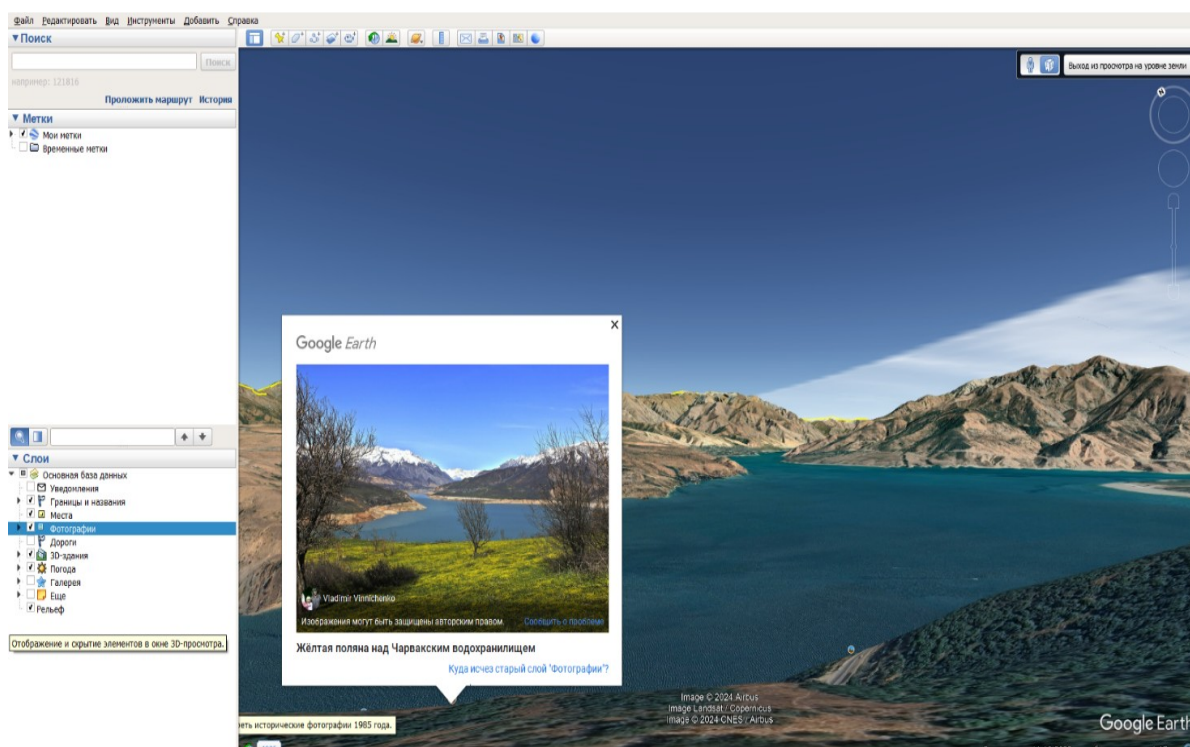 Файл Редактировать Вид Инструменты Добавить Справка
Поиск
Поиск
например: 121816
Проложить маршрут История
Метки
Мои метки
Временные метки
Слои
Основная база данных
Уведомления
Границы и названия
Места
Фотографии
Дороги
3D-здания
Погода
Галерея
Еще
Рельеф
Отображение и скрытие элементов в окне 3D-просмотра.
Выход из просмотра на уровне земли
Google Earth
Vladimir Vinnichenko
Изображения могут быть защищены авторским правом. Сообщить о проблеме
Жёлтая поляна над Чарвакским водохранилищем
Куда исчез старый слой "Фотографии"?
исторические фотографии 1985 года.
Image © 2024 Airbus
Image Landsat / Copernicus
Image © 2024 CNES / Airbus
Google Earth